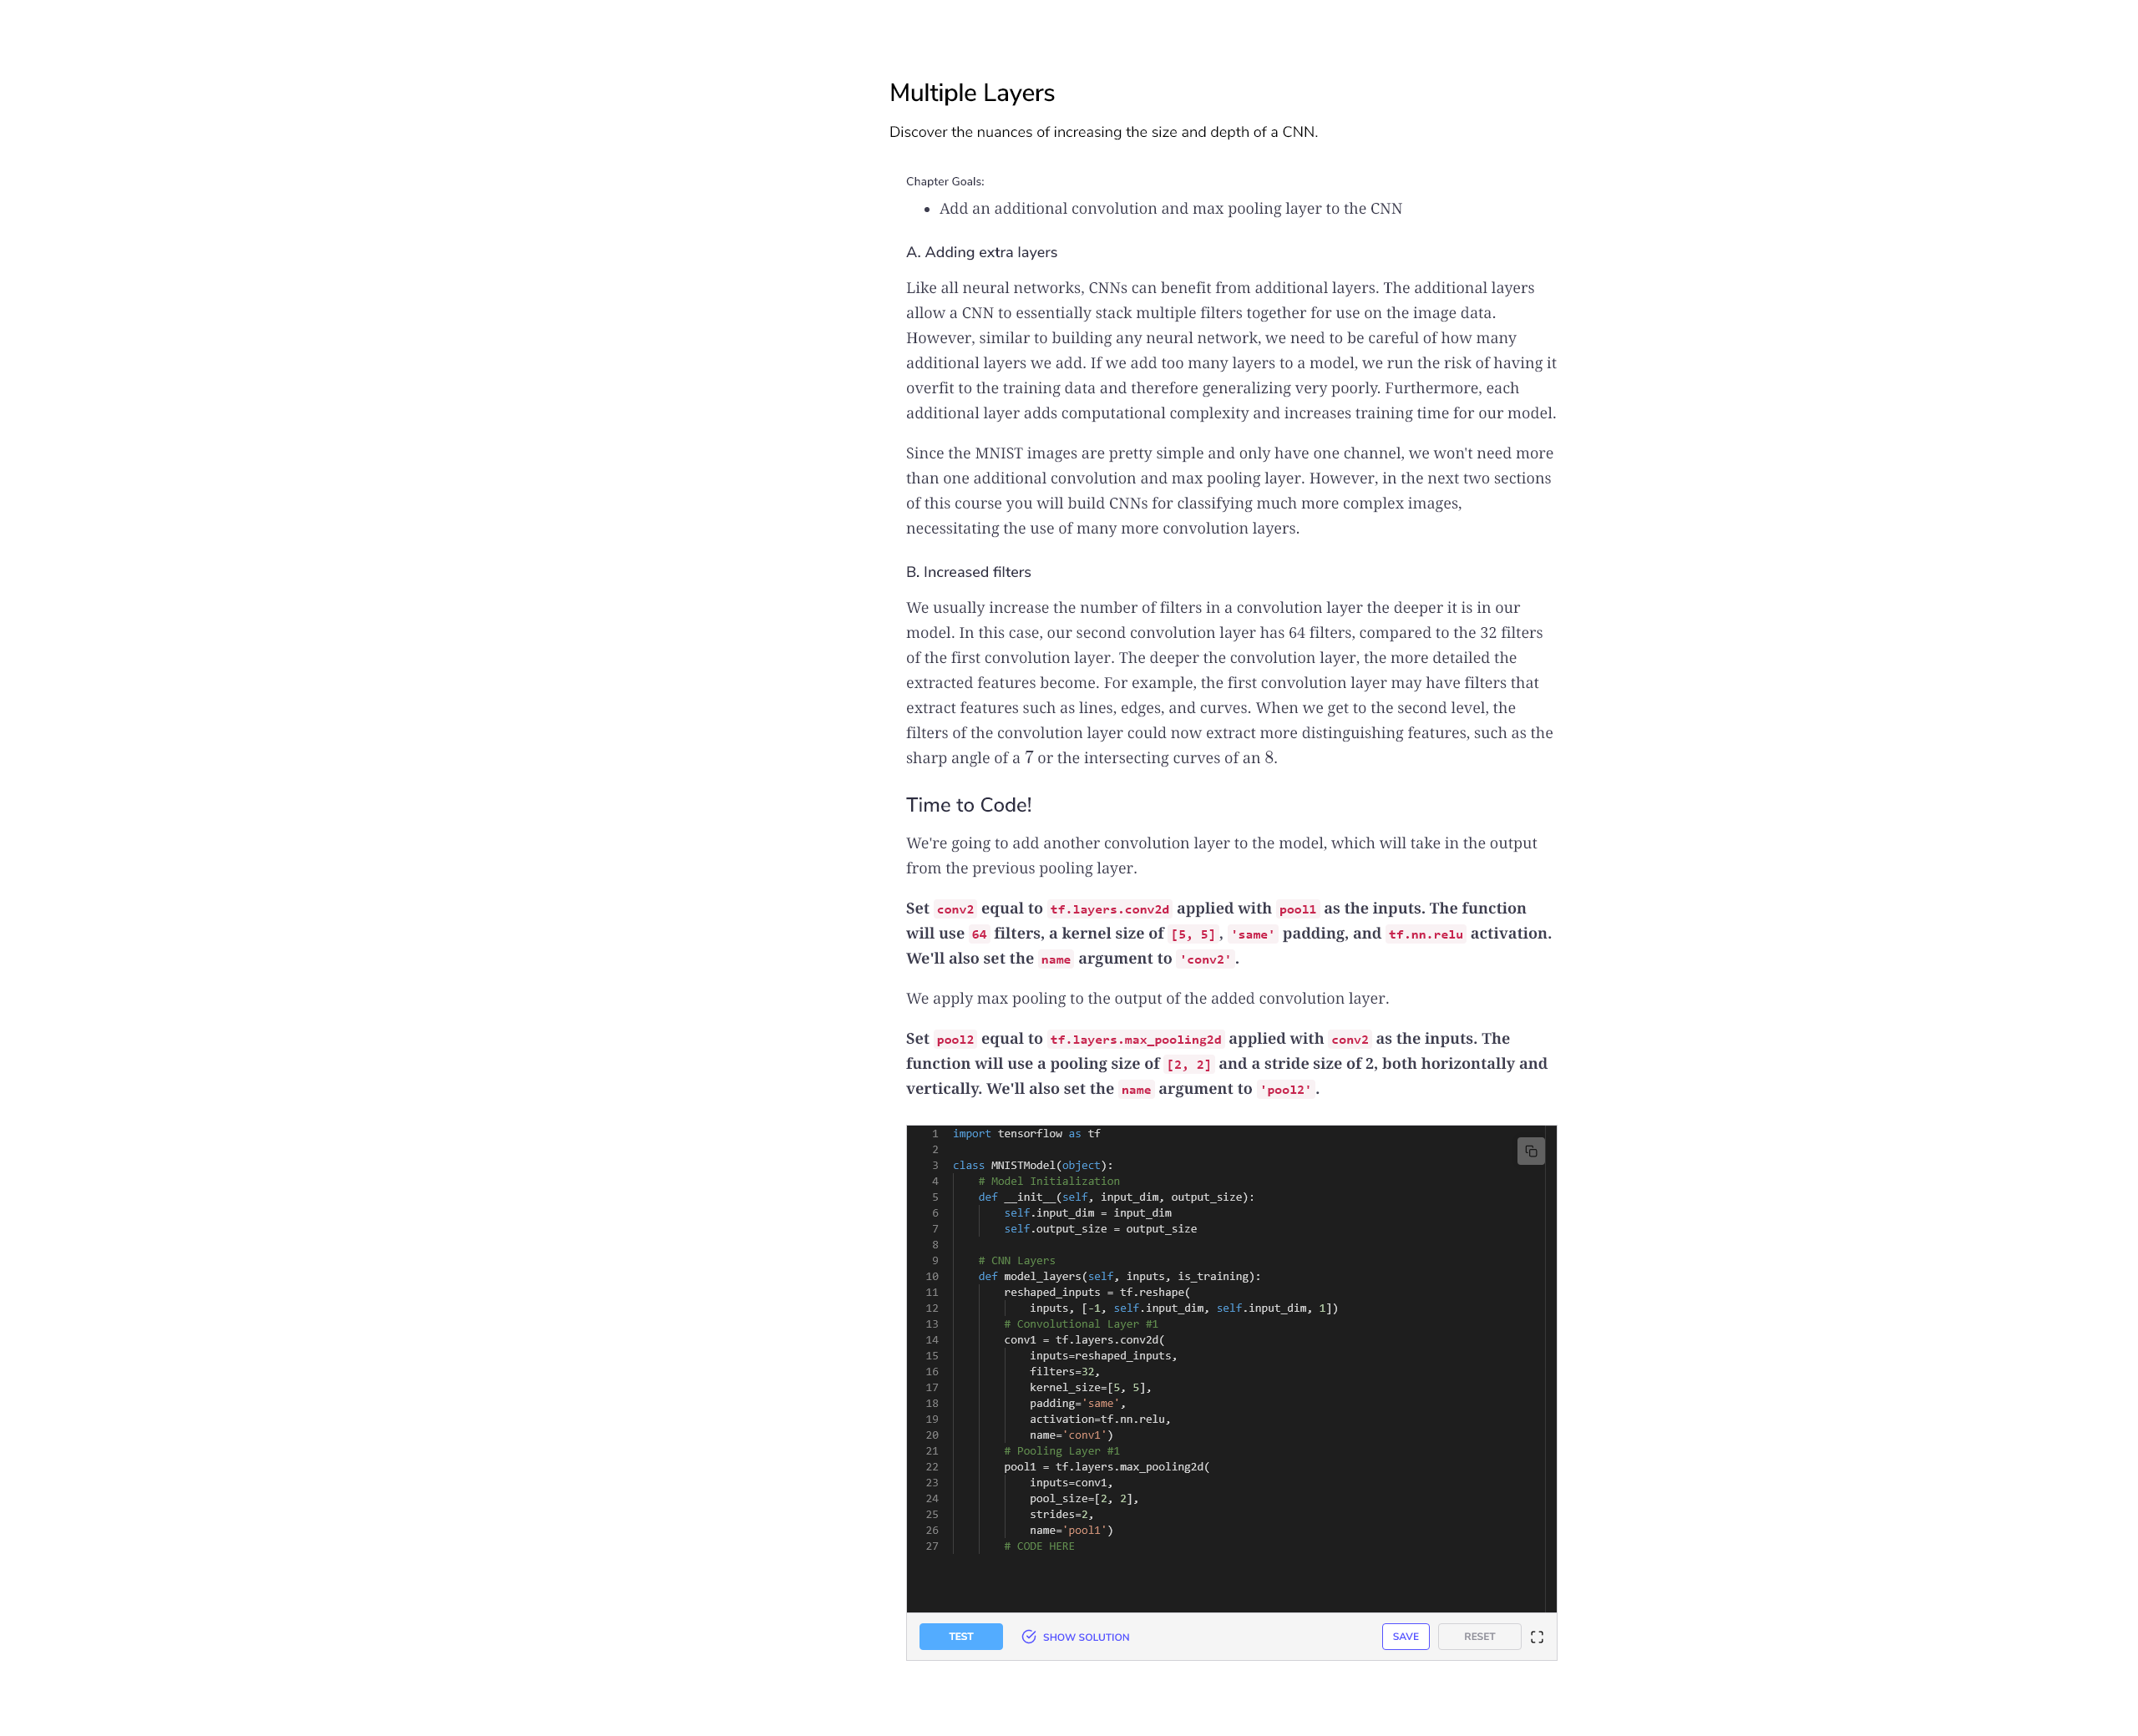 Multiple Layers
Discover the nuances of increasing the size and depth of a CNN.
Chapter Goals:
• Add an additional convolution and max pooling layer to the CNN
A. Adding extra layers
Like all neural networks, CNNs can benefit from additional layers. The additional layers
allow a CNN to essentially stack multiple filters together for use on the image data.
However, similar to building any neural network, we need to be careful of how many
additional layers we add. If we add too many layers to a model, we run the risk of having it
overfit to the training data and therefore generalizing very poorly. Furthermore, each
additional layer adds computational complexity and increases training time for our model.
Since the MNIST images are pretty simple and only have one channel, we won't need more
than one additional convolution and max pooling layer. However, in the next two sections
of this course you will build CNNs for classifying much more complex images,
necessitating the use of many more convolution layers.
B. Increased filters
We usually increase the number of filters in a convolution layer the deeper it is in our
model. In this case, our second convolution layer has 64 filters, compared to the 32 filters
of the first convolution layer. The deeper the convolution layer, the more detailed the
extracted features become. For example, the first convolution layer may have filters that
extract features such as lines, edges, and curves. When we get to the second level, the
filters of the convolution layer could now extract more distinguishing features, such as the
sharp angle of a 7 or the intersecting curves of an 8.
Time to Code!
We're going to add another convolution layer to the model, which will take in the output
from the previous pooling layer.
Set conv2 equal to tf.layers.conv2d applied with pool1 as the inputs. The function
will use 64 filters, a kernel size of [5, 5], 'same' padding, and tf.nn.relu activation.
We'll also set the name argument to 'conv2'.
We apply max pooling to the output of the added convolution layer.
Set pool2 equal to tf.layers.max_pooling2d applied with conv2 as the inputs. The
function will use a pooling size of [2, 2] and a stride size of 2, both horizontally and
vertically. We'll also set the name argument to 'pool2'.
1 import tensorflow as tf
2
3 class MNISTModel(object):
4     # Model Initialization
5     def __init__(self, input_dim, output_size):
6         self.input_dim = input_dim
7         self.output_size = output_size
8
9     # CNN Layers
10     def model_layers(self, inputs, is_training):
11         reshaped_inputs = tf.reshape(
12             inputs, [-1, self.input_dim, self.input_dim, 1])
13         # Convolutional Layer #1
14         conv1 = tf.layers.conv2d(
15             inputs=reshaped_inputs,
16             filters=32,
17             kernel_size=[5, 5],
18             padding='same',
19             activation=tf.nn.relu,
20             name='conv1')
21         # Pooling Layer #1
22         pool1 = tf.layers.max_pooling2d(
23             inputs=conv1,
24             pool_size=[2, 2],
25             strides=2,
26             name='pool1')
27         # CODE HERE
TEST SHOW SOLUTION SAVE RESET